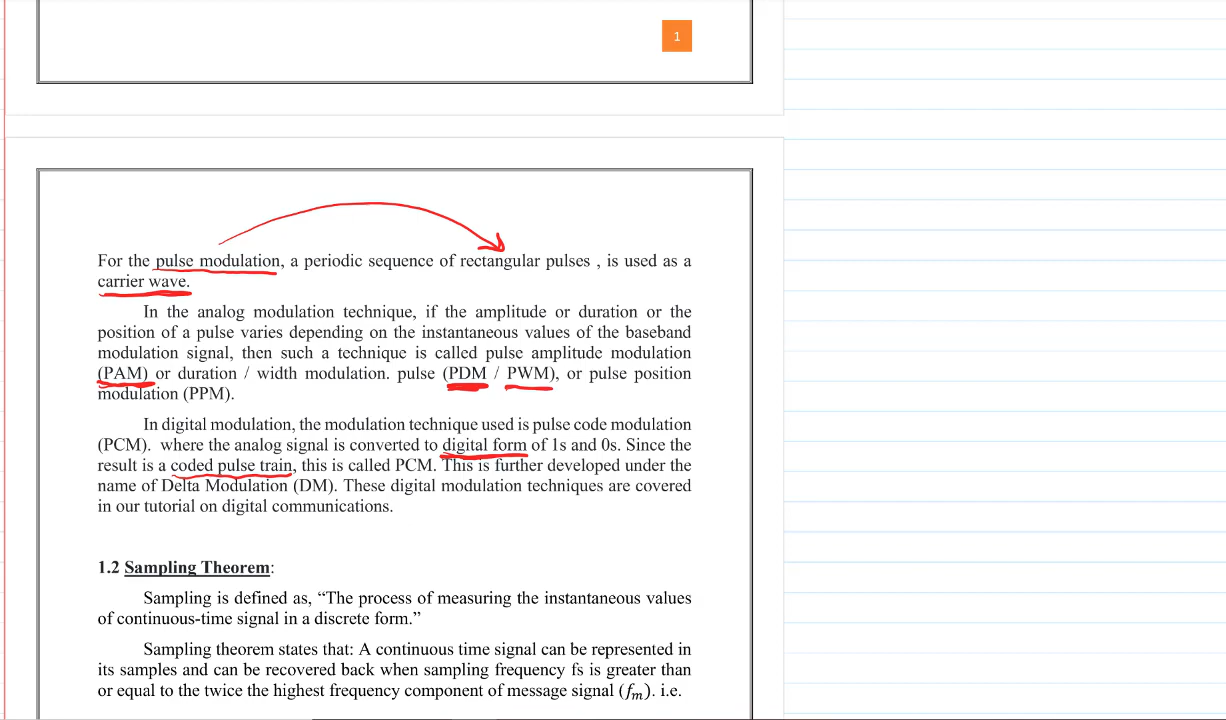 1
For the pulse modulation, a periodic sequence of rectangular pulses , is used as a
carrier wave.
In the analog modulation technique, if the amplitude or duration or the
position of a pulse varies depending on the instantaneous values of the baseband
modulation signal, then such a technique is called pulse amplitude modulation
(PAM) or duration / width modulation. pulse (PDM / PWM), or pulse position
modulation (PPM).
In digital modulation, the modulation technique used is pulse code modulation
(PCM). where the analog signal is converted to digital form of 1s and 0s. Since the
result is a coded pulse train, this is called PCM. This is further developed under the
name of Delta Modulation (DM). These digital modulation techniques are covered
in our tutorial on digital communications.
1.2 Sampling Theorem:
Sampling is defined as, “The process of measuring the instantaneous values
of continuous-time signal in a discrete form.”
Sampling theorem states that: A continuous time signal can be represented in
its samples and can be recovered back when sampling frequency fs is greater than
or equal to the twice the highest frequency component of message signal (𝑓𝑚). i.e.